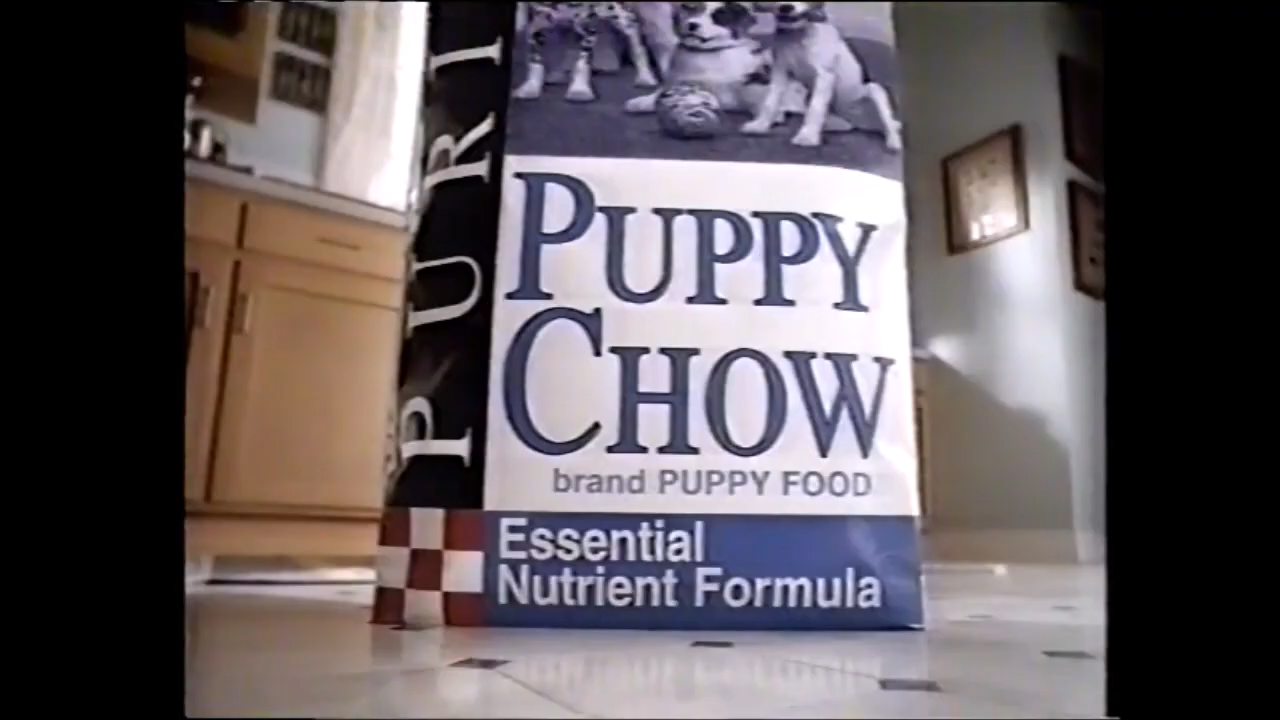 PURI
PUPPY
CHOW
brand PUPPY FOOD
Essential
Nutrient Formula